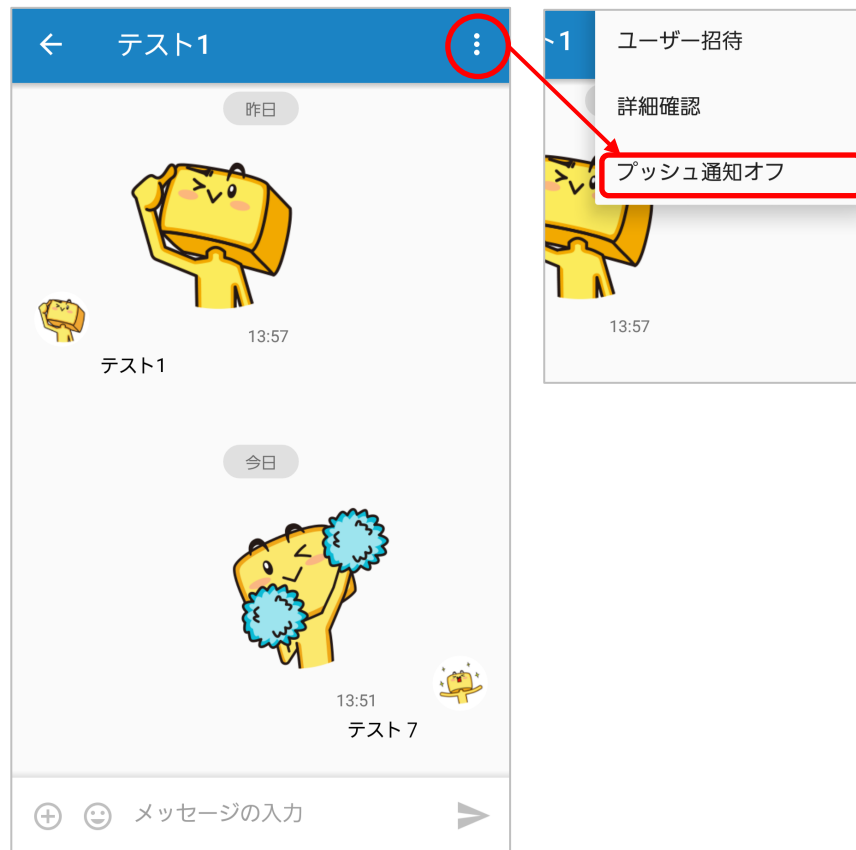 テスト1
昨日
13:57
テスト1
今日
13:51
テスト7
メッセージの入力
ト1
ユーザー招待
詳細確認
プッシュ通知オフ
13:57